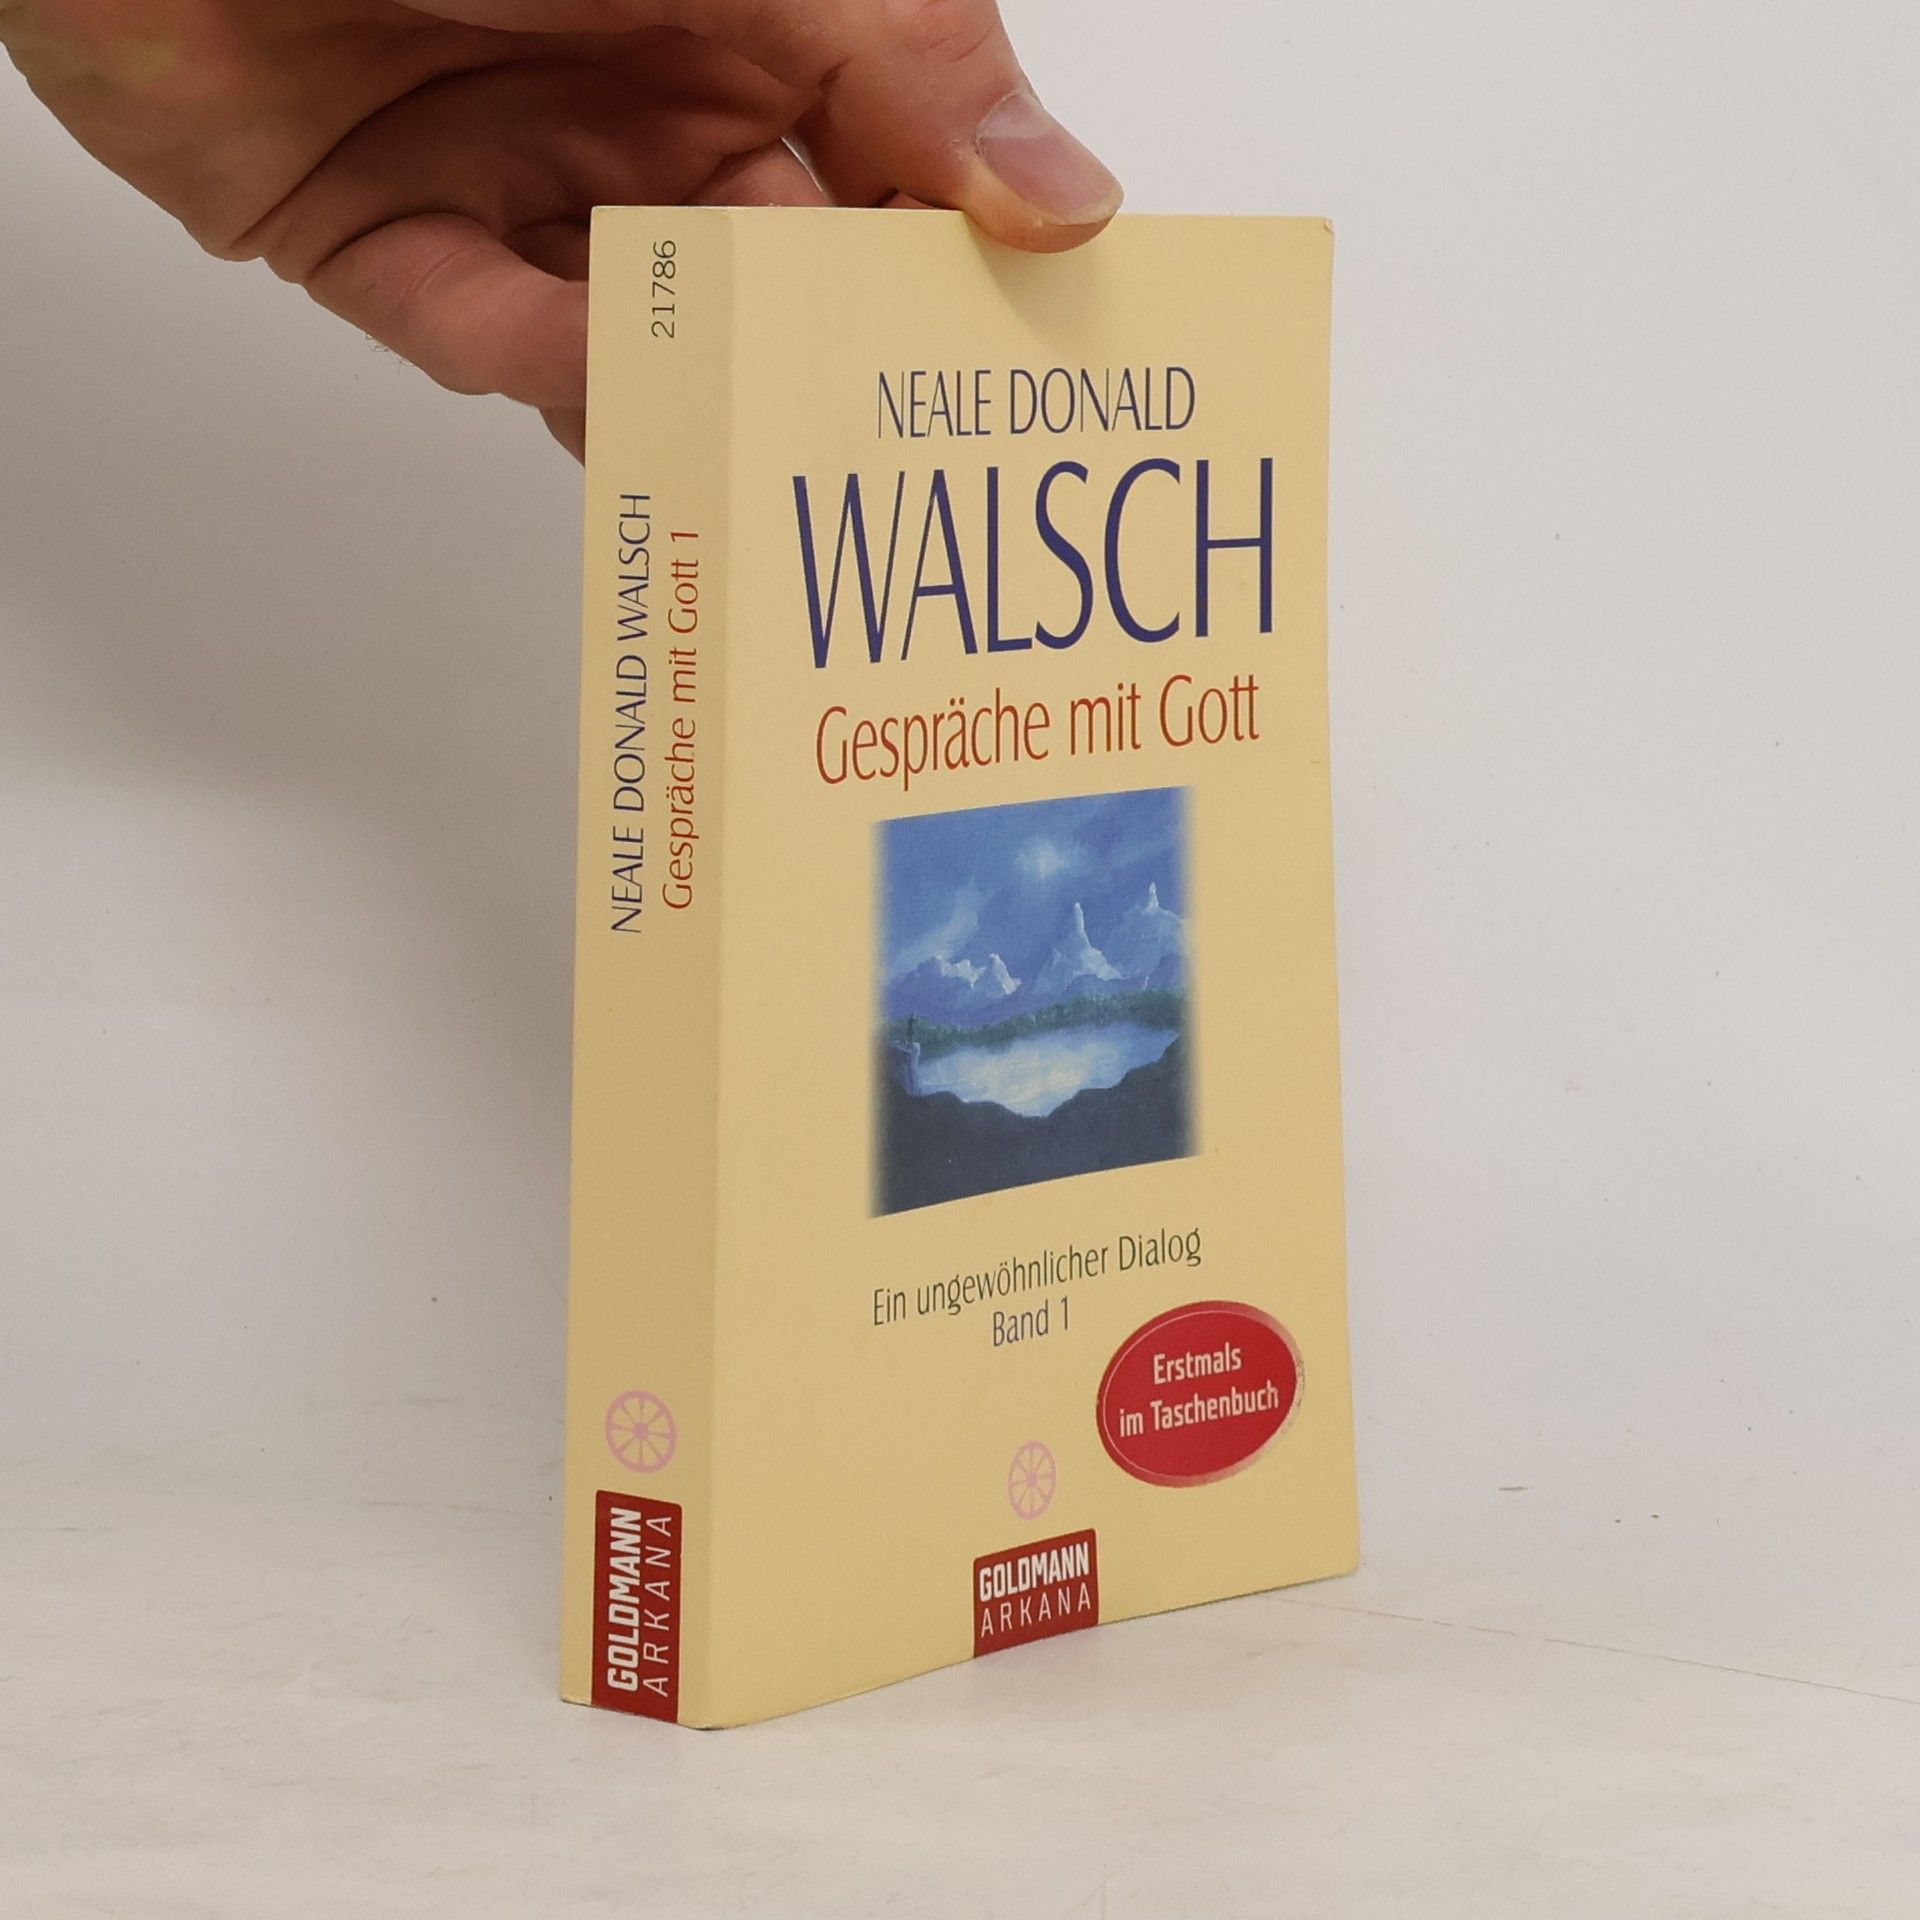 21786
NEALE DONALD WALSCH
Gespräche mit Gott 1
GOLDMANN
ARKANA
NEALE DONALD
WALSCH
Gespräche mit Gott
Ein ungewöhnlicher Dialog
Band 1
Erstmals
im Taschenbuch
GOLDMANN
ARKANA